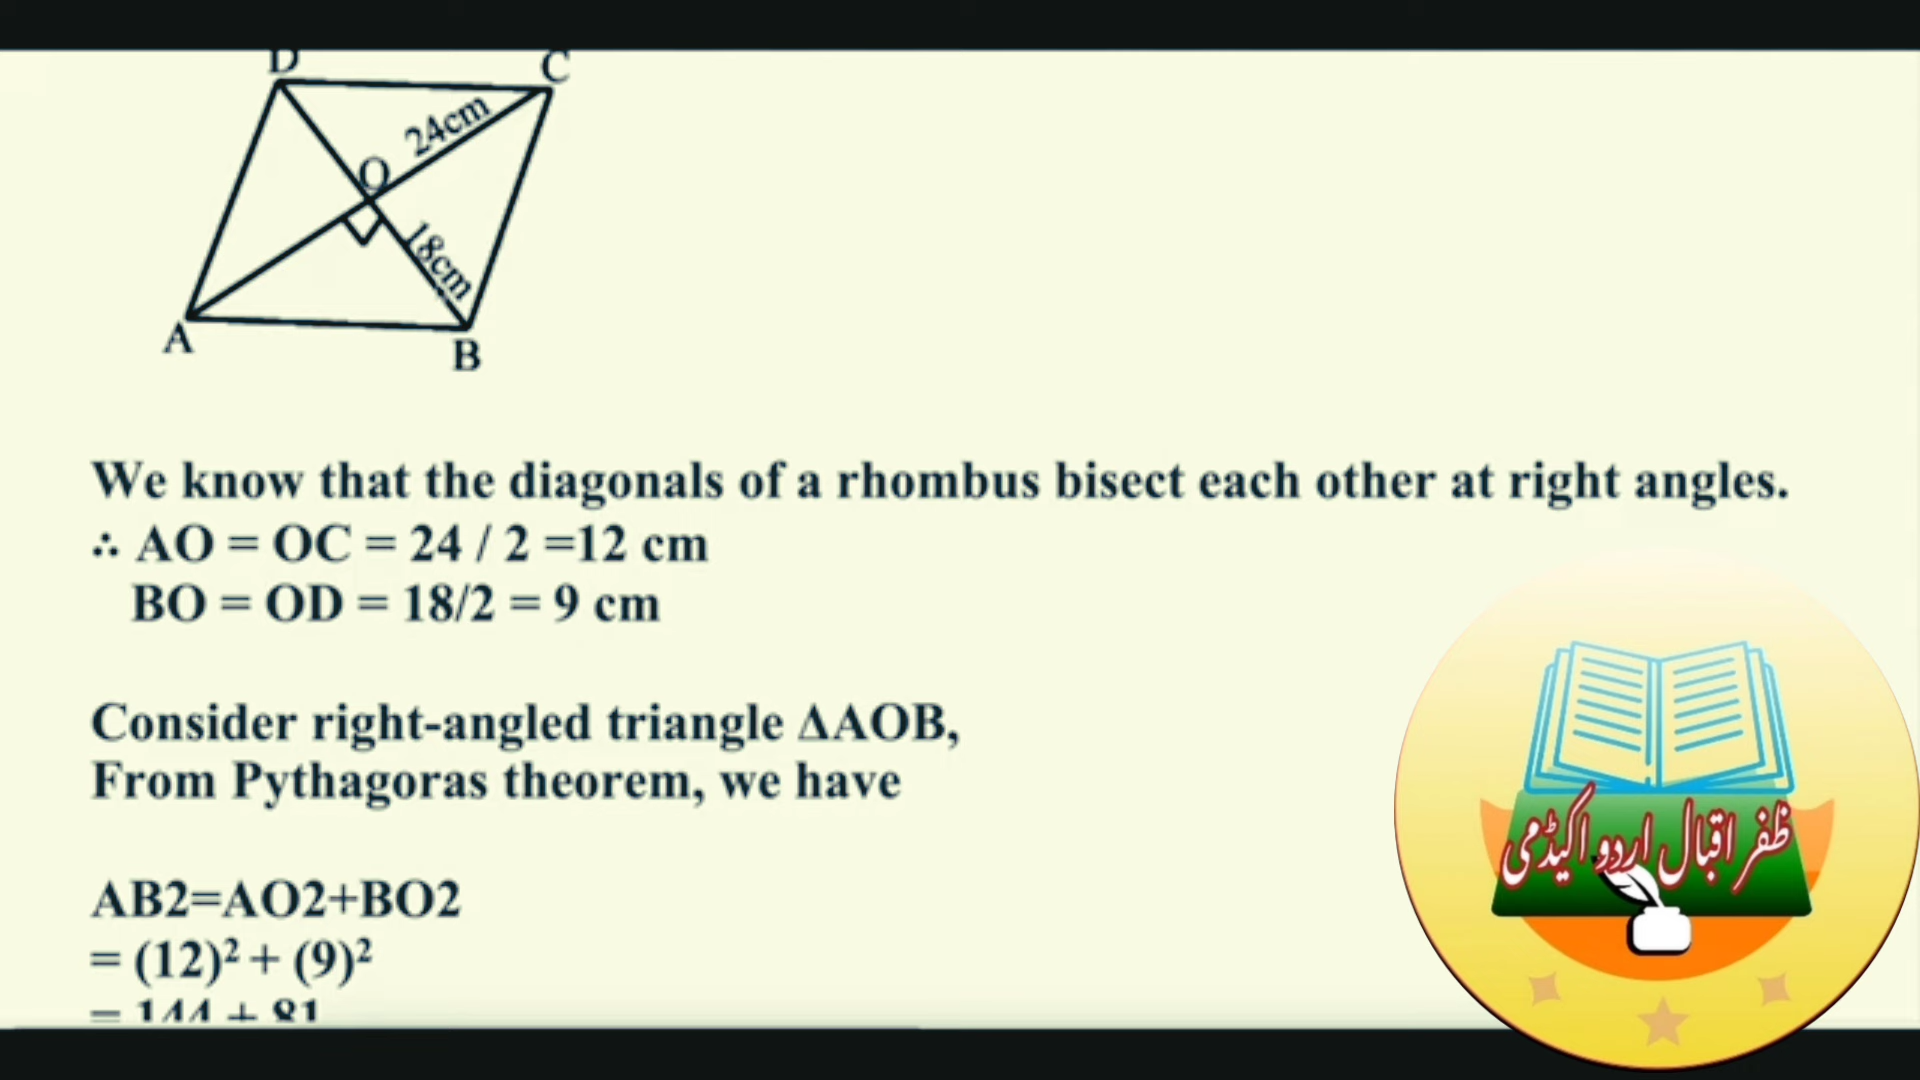 D
C
24cm
O
18cm
A
B
We know that the diagonals of a rhombus bisect each other at right angles.
∴ AO = OC = 24 / 2 =12 cm
BO = OD = 18/2 = 9 cm
Consider right-angled triangle ΔAOB,
From Pythagoras theorem, we have
AB2=AO2+BO2
= (12)² + (9)²
= 144 + 81
ظفر اقبال اردو اکیڈمی